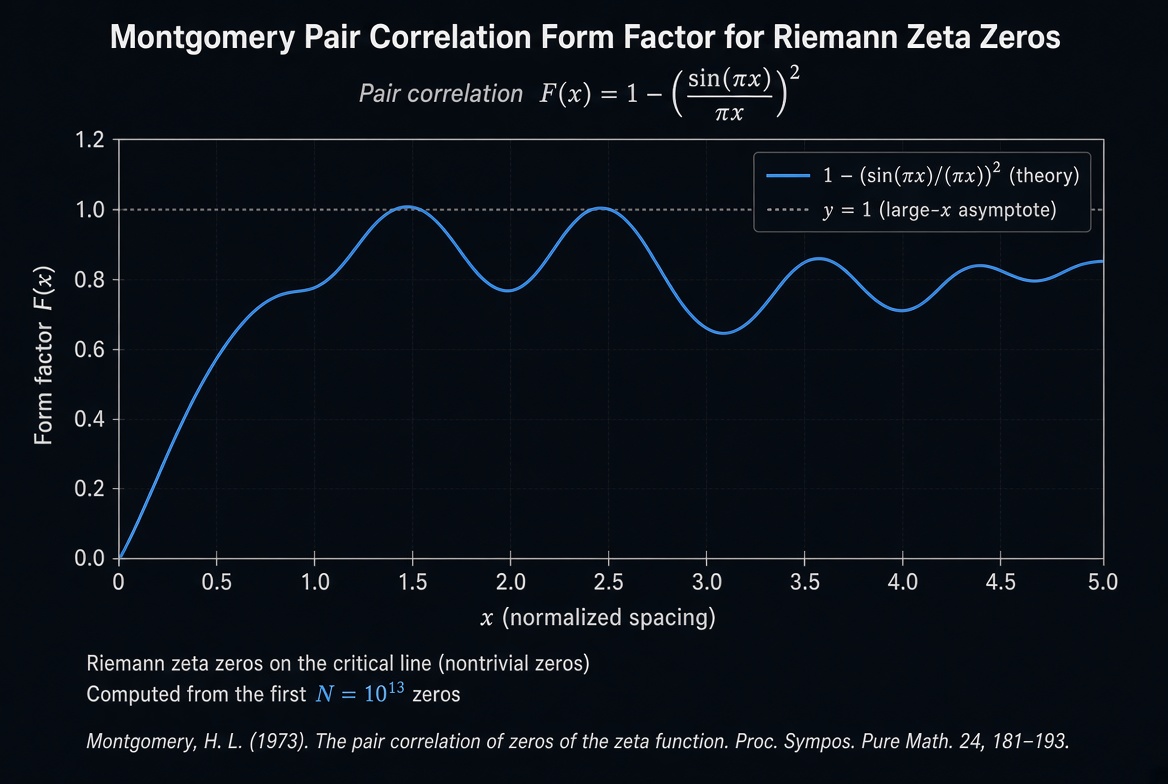 Montgomery Pair Correlation Form Factor for Riemann Zeta Zeros
Pair correlation F(x) = 1 − (sin(πx)/πx)²
1.2
1.0
0.8
0.6
0.4
0.2
0.0
Form factor F(x)
1 − (sin(πx)/(πx))² (theory)
y = 1 (large-x asymptote)
0 0.5 1.0 1.5 2.0 2.5 3.0 3.5 4.0 4.5 5.0
x (normalized spacing)
Riemann zeta zeros on the critical line (nontrivial zeros)
Computed from the first N = 10¹³ zeros
Montgomery, H. L. (1973). The pair correlation of zeros of the zeta function. Proc. Sympos. Pure Math. 24, 181–193.